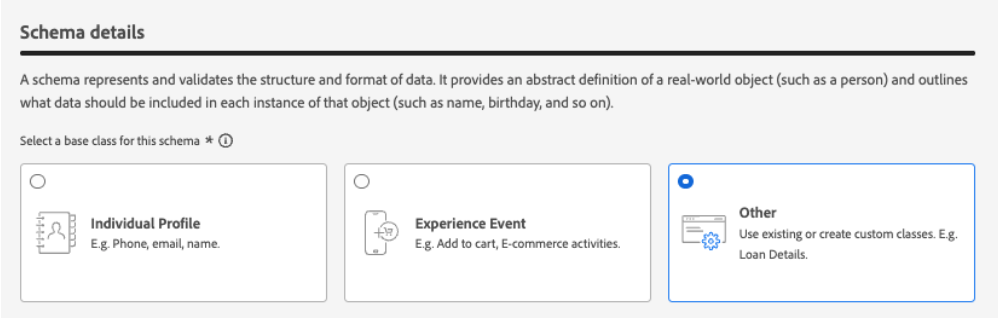 Schema details
A schema represents and validates the structure and format of data. It provides an abstract definition of a real-world object (such as a person) and outlines
what data should be included in each instance of that object (such as name, birthday, and so on).
Select a base class for this schema *
Individual Profile
E.g. Phone, email, name.
Experience Event
E.g. Add to cart, E-commerce activities.
Other
Use existing or create custom classes. E.g.
Loan Details.